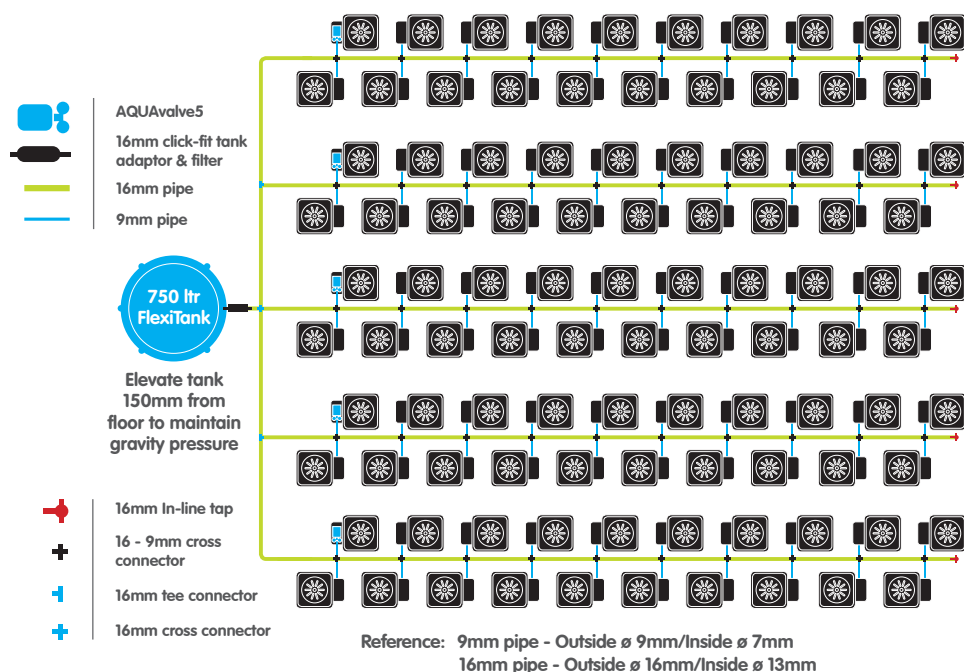 AQUAvalve5
16mm click-fit tank
adaptor & filter
16mm pipe
9mm pipe
750 ltr
FlexiTank
Elevate tank
150mm from
floor to maintain
gravity pressure
16mm In-line tap
16 - 9mm cross
connector
16mm tee connector
16mm cross connector
Reference: 9mm pipe - Outside ø 9mm/Inside ø 7mm
16mm pipe - Outside ø 16mm/Inside ø 13mm